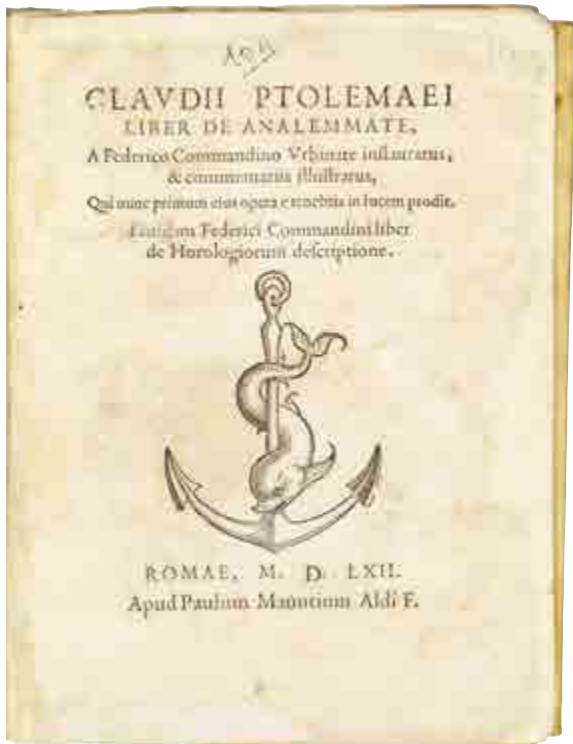 CLAVDII PTOLEMAEI
LIBER DE ANALEMMATE,
A Federico Commandino Vrbinate instauratus,
& commentariis illustratus,
Qui nunc primum eius opera e tenebris in lucem prodit.
Eiusdem Federici Commandini liber
de Horologiorum descriptione.
ROMAE, M. D. LXII.
Apud Paulum Manutium Aldi F.